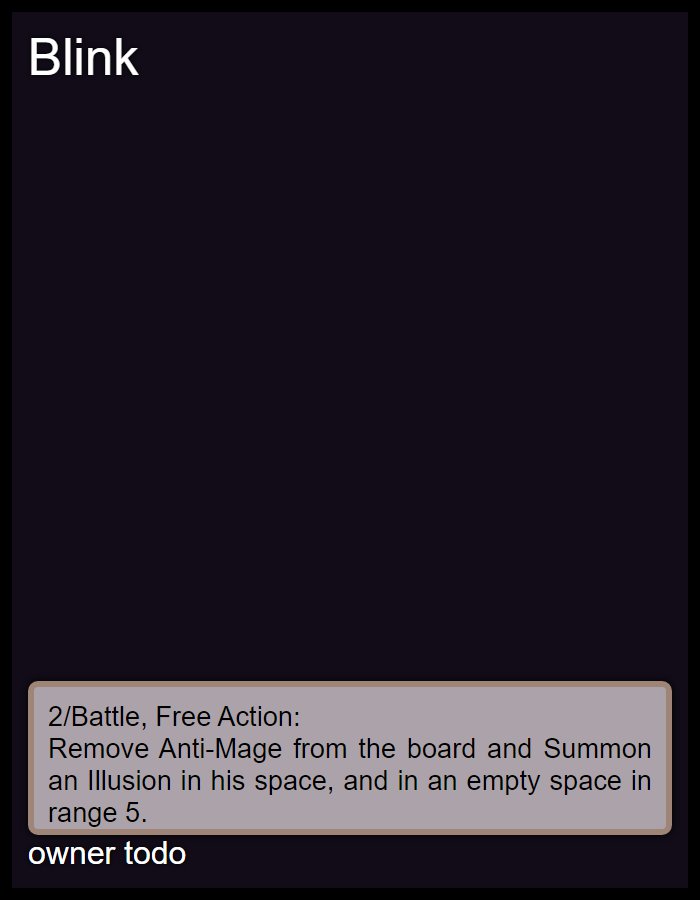 Blink
2/Battle, Free Action:
Remove Anti-Mage from the board and Summon
an Illusion in his space, and in an empty space in
range 5.
owner todo